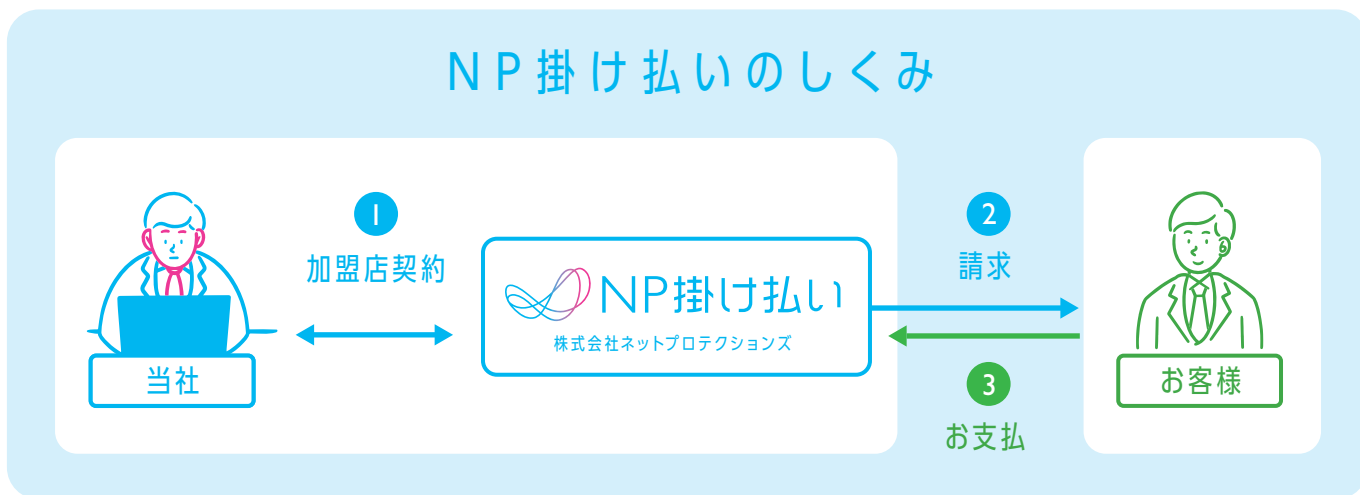 NP掛け払いのしくみ
1
加盟店契約
当社
NP掛け払い
株式会社ネットプロテクションズ
2
請求
3
お支払
お客様